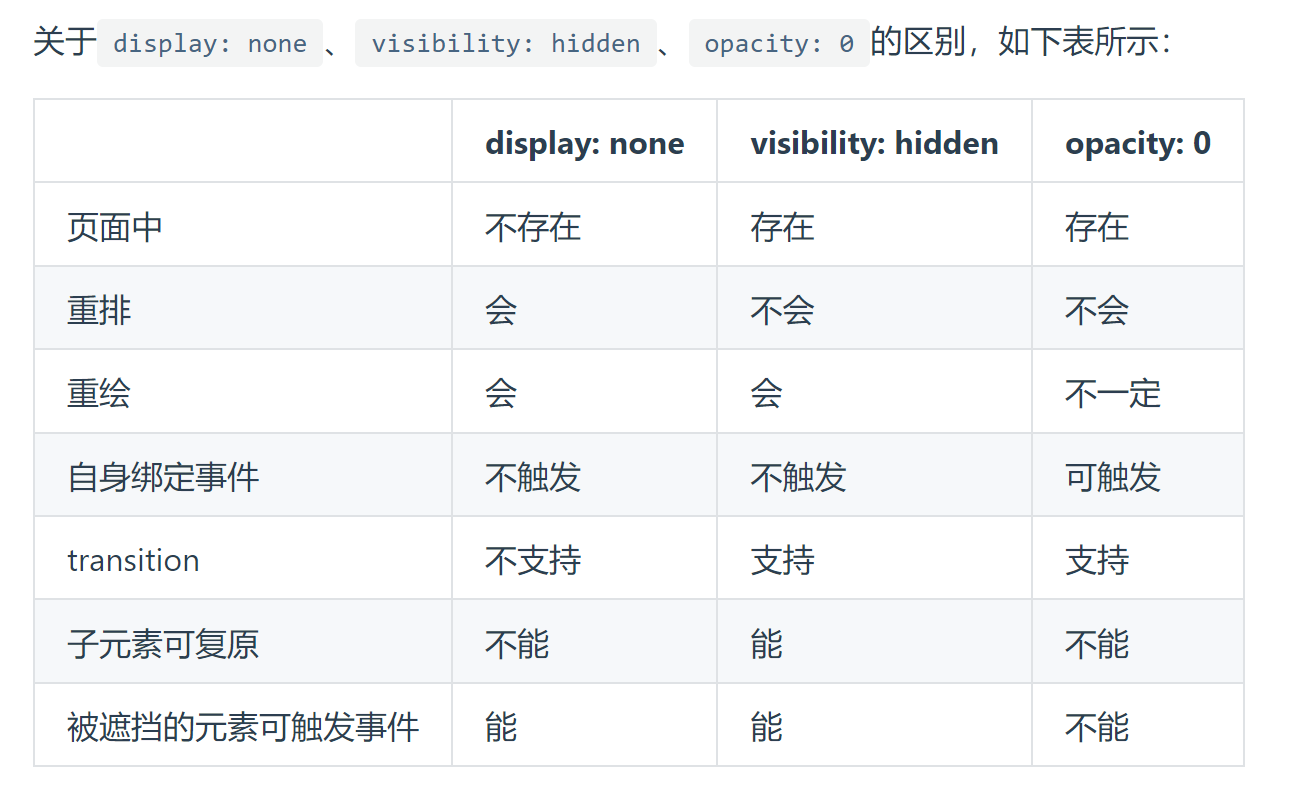 关于 display: none 、 visibility: hidden 、 opacity: 0 的区别，如下表所示：
display: none visibility: hidden opacity: 0
页面中 不存在 存在 存在
重排 会 不会 不会
重绘 会 会 不一定
自身绑定事件 不触发 不触发 可触发
transition 不支持 支持 支持
子元素可复原 不能 能 不能
被遮挡的元素可触发事件 能 能 不能